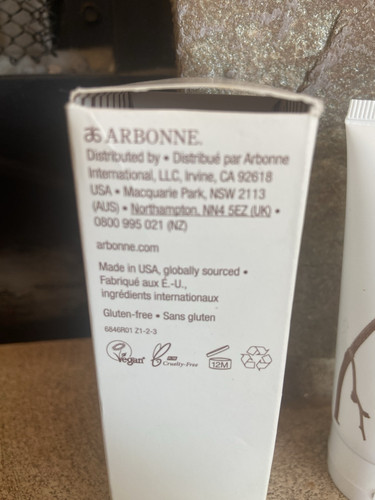 ARBONNE.
Distributed by • Distribué par Arbonne
International, LLC, Irvine, CA 92618
USA • Macquarie Park, NSW 2113
(AUS) • Northampton, NN4 5EZ (UK) •
0800 995 021 (NZ)
arbonne.com
Made in USA, globally sourced •
Fabriqué aux É.-U.,
ingrédients internationaux
Gluten-free • Sans gluten
6846R01 Z1-2-3
Vegan
Cruelty-Free
12M